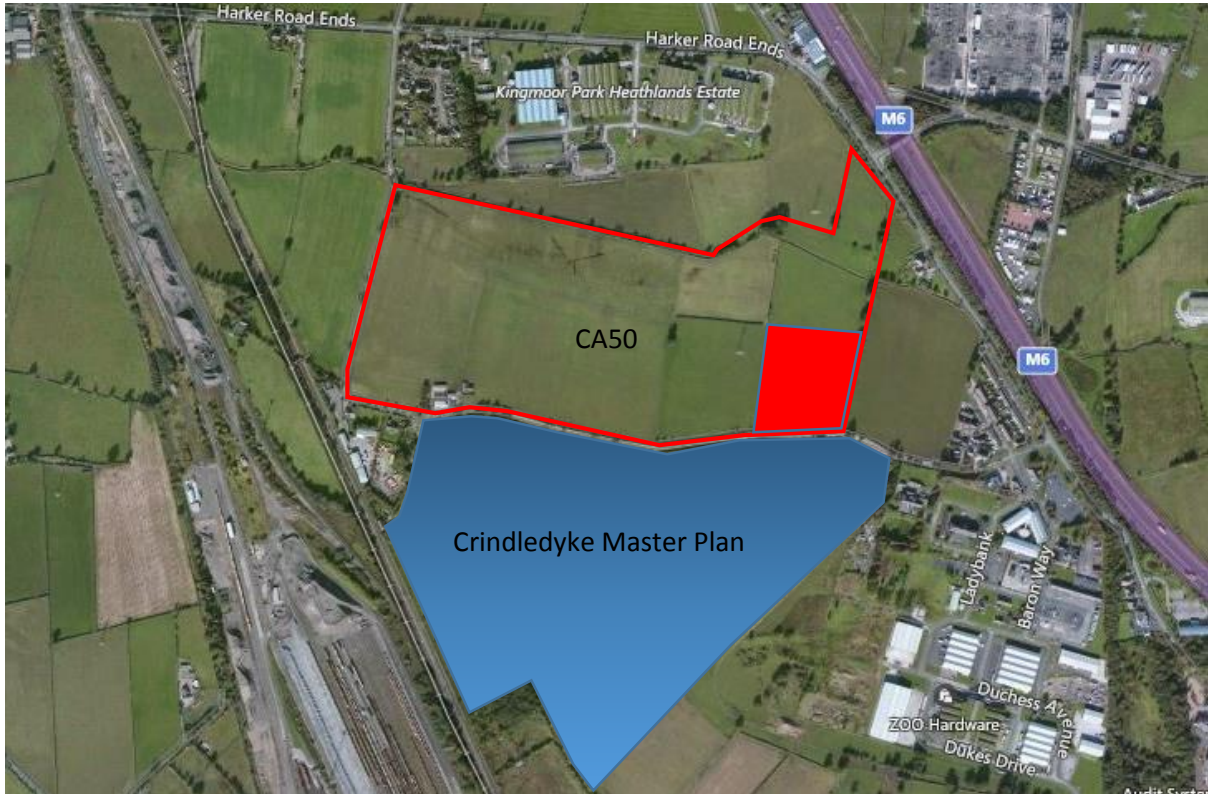 Harker Road Ends
Harker Road Ends
Kingmoor Park Heathlands Estate
M6
CA50
M6
Crindledyke Master Plan
Ladybank
Baron Way
Duchess Avenue
ZOO Hardware
Dukes Drive